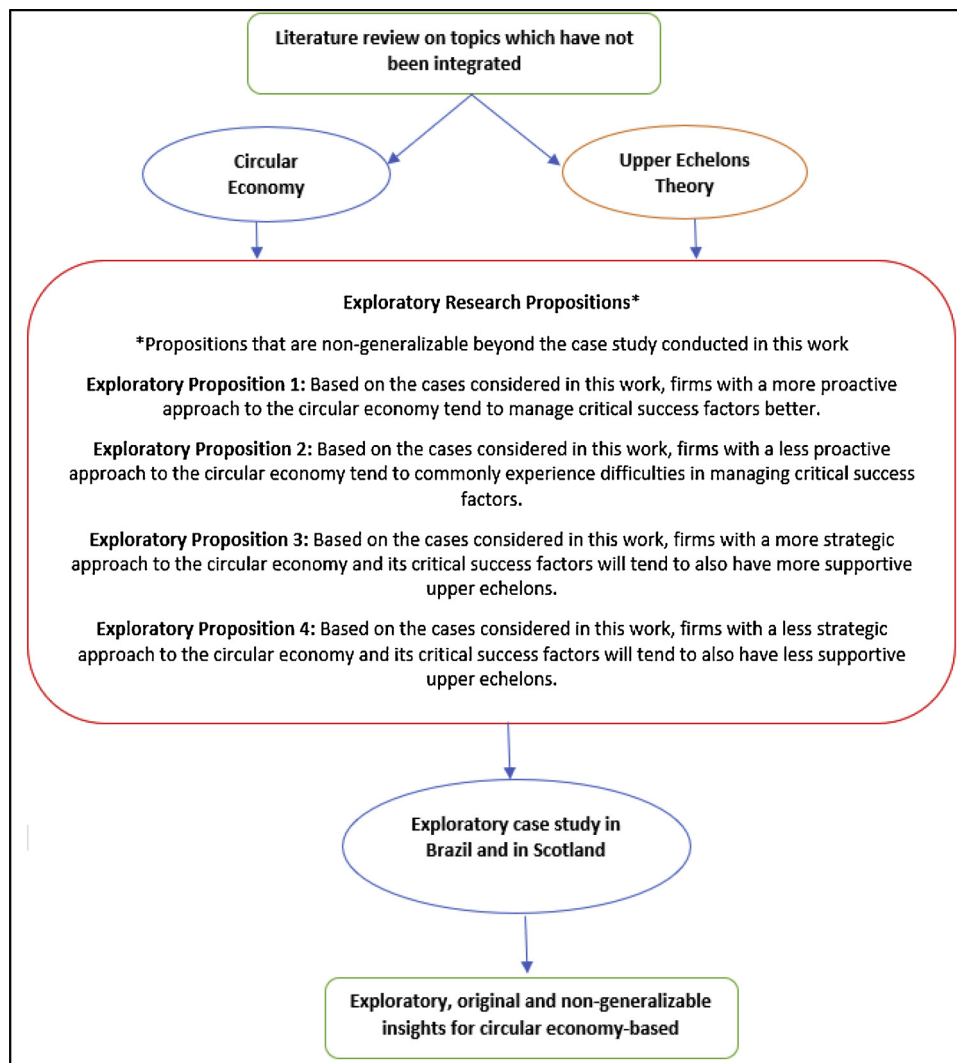 Literature review on topics which have not
been integrated
Circular
Economy
Upper Echelons
Theory
Exploratory Research Propositions*
*Propositions that are non-generalizable beyond the case study conducted in this work
Exploratory Proposition 1: Based on the cases considered in this work, firms with a more proactive
approach to the circular economy tend to manage critical success factors better.
Exploratory Proposition 2: Based on the cases considered in this work, firms with a less proactive
approach to the circular economy tend to commonly experience difficulties in managing critical success
factors.
Exploratory Proposition 3: Based on the cases considered in this work, firms with a more strategic
approach to the circular economy and its critical success factors will tend to also have more supportive
upper echelons.
Exploratory Proposition 4: Based on the cases considered in this work, firms with a less strategic
approach to the circular economy and its critical success factors will tend to also have less supportive
upper echelons.
Exploratory case study in
Brazil and in Scotland
Exploratory, original and non-generalizable
insights for circular economy-based